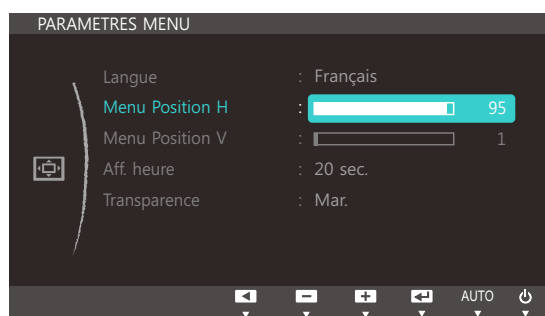 PARAMETRES MENU
Langue : Français
Menu Position H : 95
Menu Position V : 1
Aff. heure : 20 sec.
Transparence : Mar.
AUTO